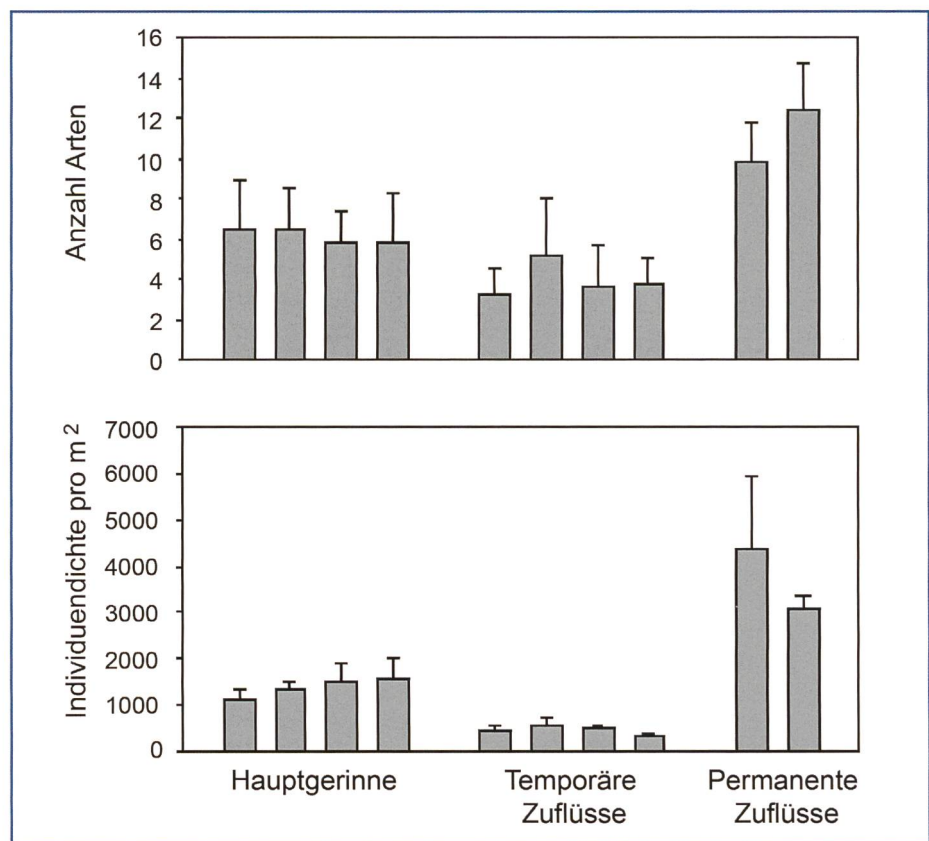 Anzahl Arten
16
14
12
10
8
6
4
2
0
Individuendichte pro m²
7000
6000
5000
4000
3000
2000
1000
0
Hauptgerinne
Temporäre
Zuflüsse
Permanente
Zuflüsse